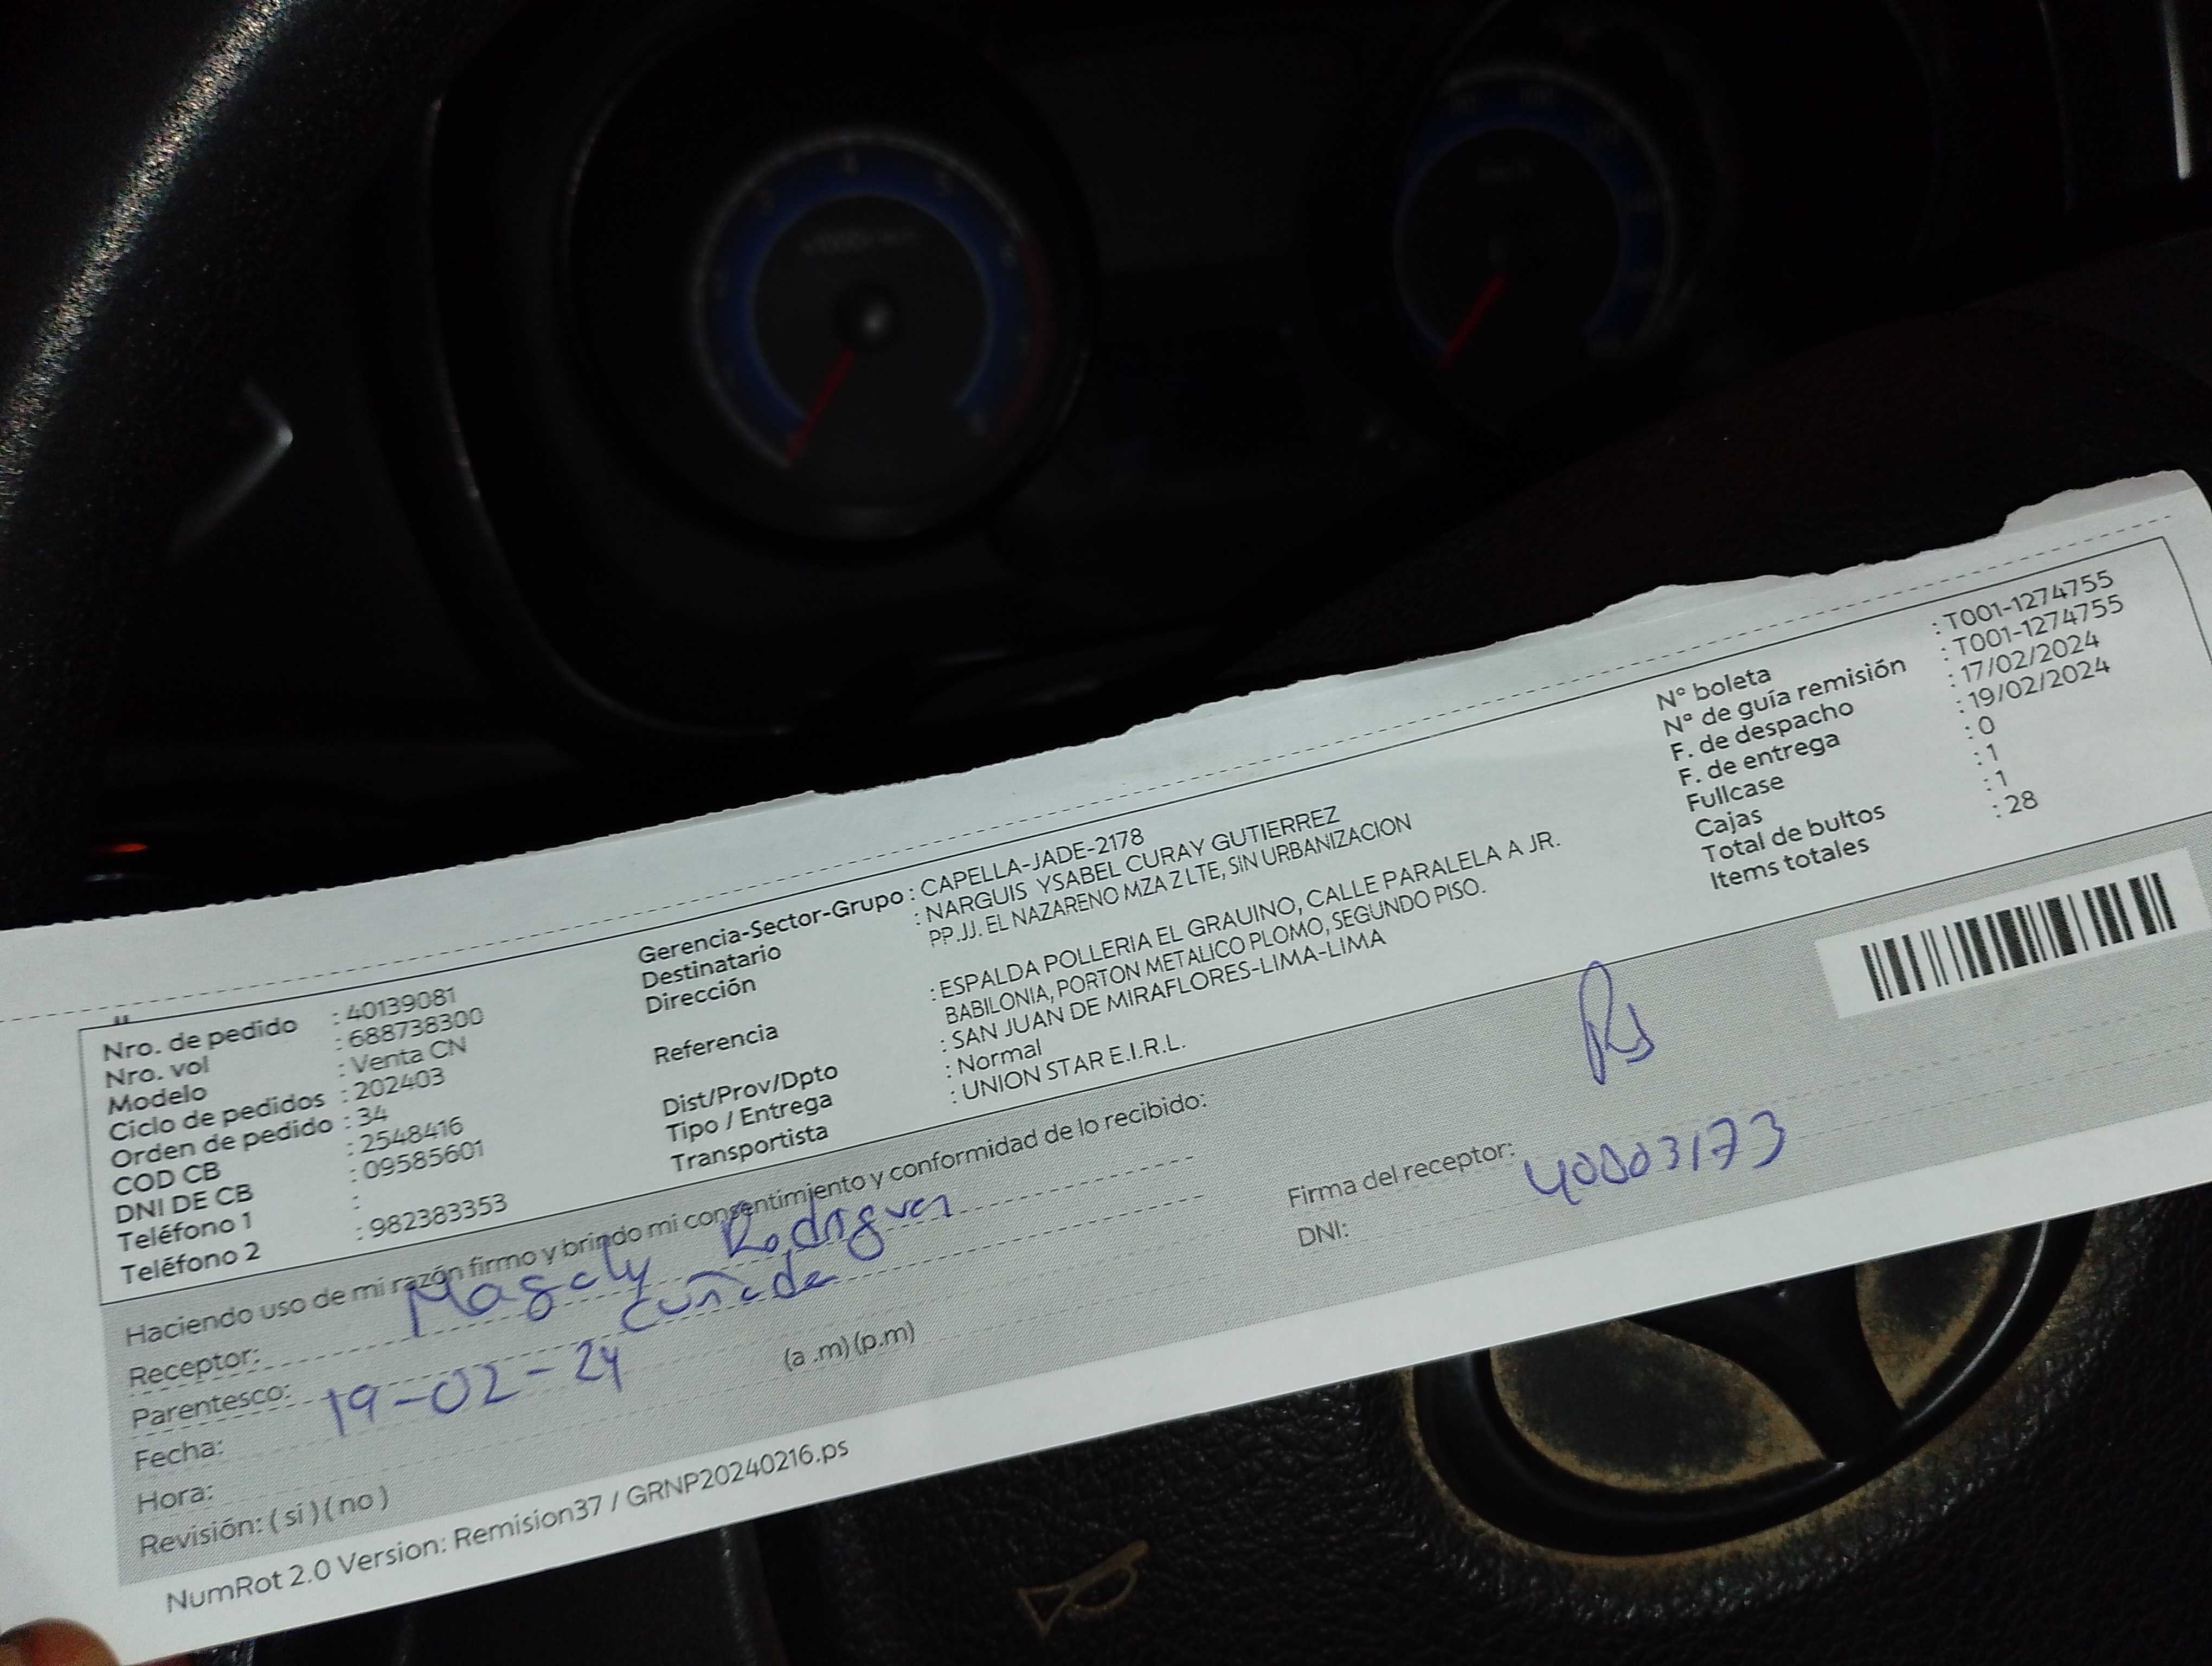 Nro. de pedido : 40139081
Nro. vol : 688738300
Modelo : Venta CN
Ciclo de pedidos : 202403
Orden de pedido : 34
COD CB : 2548416
DNI DE CB : 09585601
Teléfono 1 :
Teléfono 2 : 982383353
Gerencia-Sector-Grupo : CAPELLA-JADE-2178
Destinatario : NARGUIS YSABEL CURAY GUTIERREZ
Dirección PP.JJ. EL NAZARENO MZA Z LTE, SIN URBANIZACION
Referencia : ESPALDA POLLERIA EL GRAUINO, CALLE PARALELA A JR.
BABILONIA, PORTON METALICO PLOMO, SEGUNDO PISO.
Dist/Prov/Dpto : SAN JUAN DE MIRAFLORES-LIMA-LIMA
Tipo / Entrega : Normal
Transportista : UNION STAR E.I.R.L.
N° boleta : T001-1274755
N° de guía remisión : T001-1274755
F. de despacho : 17/02/2024
F. de entrega : 19/02/2024
Fullcase : 0
Cajas : 1
Total de bultos : 1
Items totales : 28
Haciendo uso de mi razón firmo y brindo mi consentimiento y conformidad de lo recibido:
Receptor: Magaly Rodriguez
Parentesco: Cuñada
Fecha: 19-02-24
Hora: (a .m) (p.m)
Revisión: ( si ) ( no )
Firma del receptor:
DNI: 40003173
NumRot 2.0 Version: Remision37 / GRNP20240216.ps